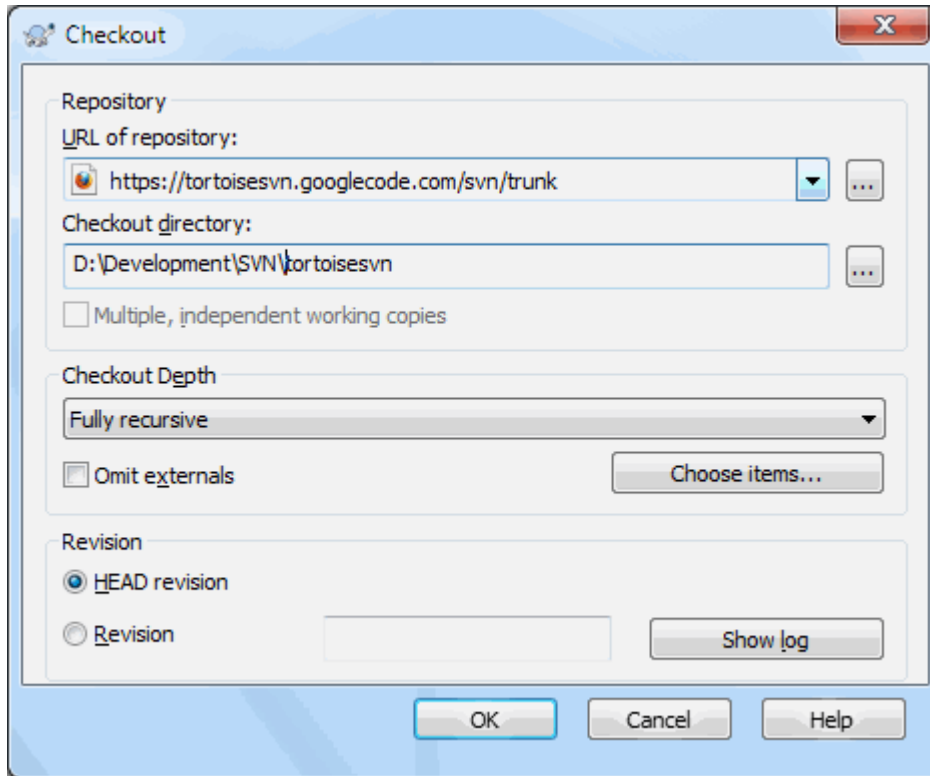 Checkout
Repository
URL of repository:
https://tortoisesvn.googlecode.com/svn/trunk
...
Checkout directory:
D:\Development\SVN\tortoisesvn
...
Multiple, independent working copies
Checkout Depth
Fully recursive
Omit externals
Choose items...
Revision
HEAD revision
Revision
Show log
OK
Cancel
Help